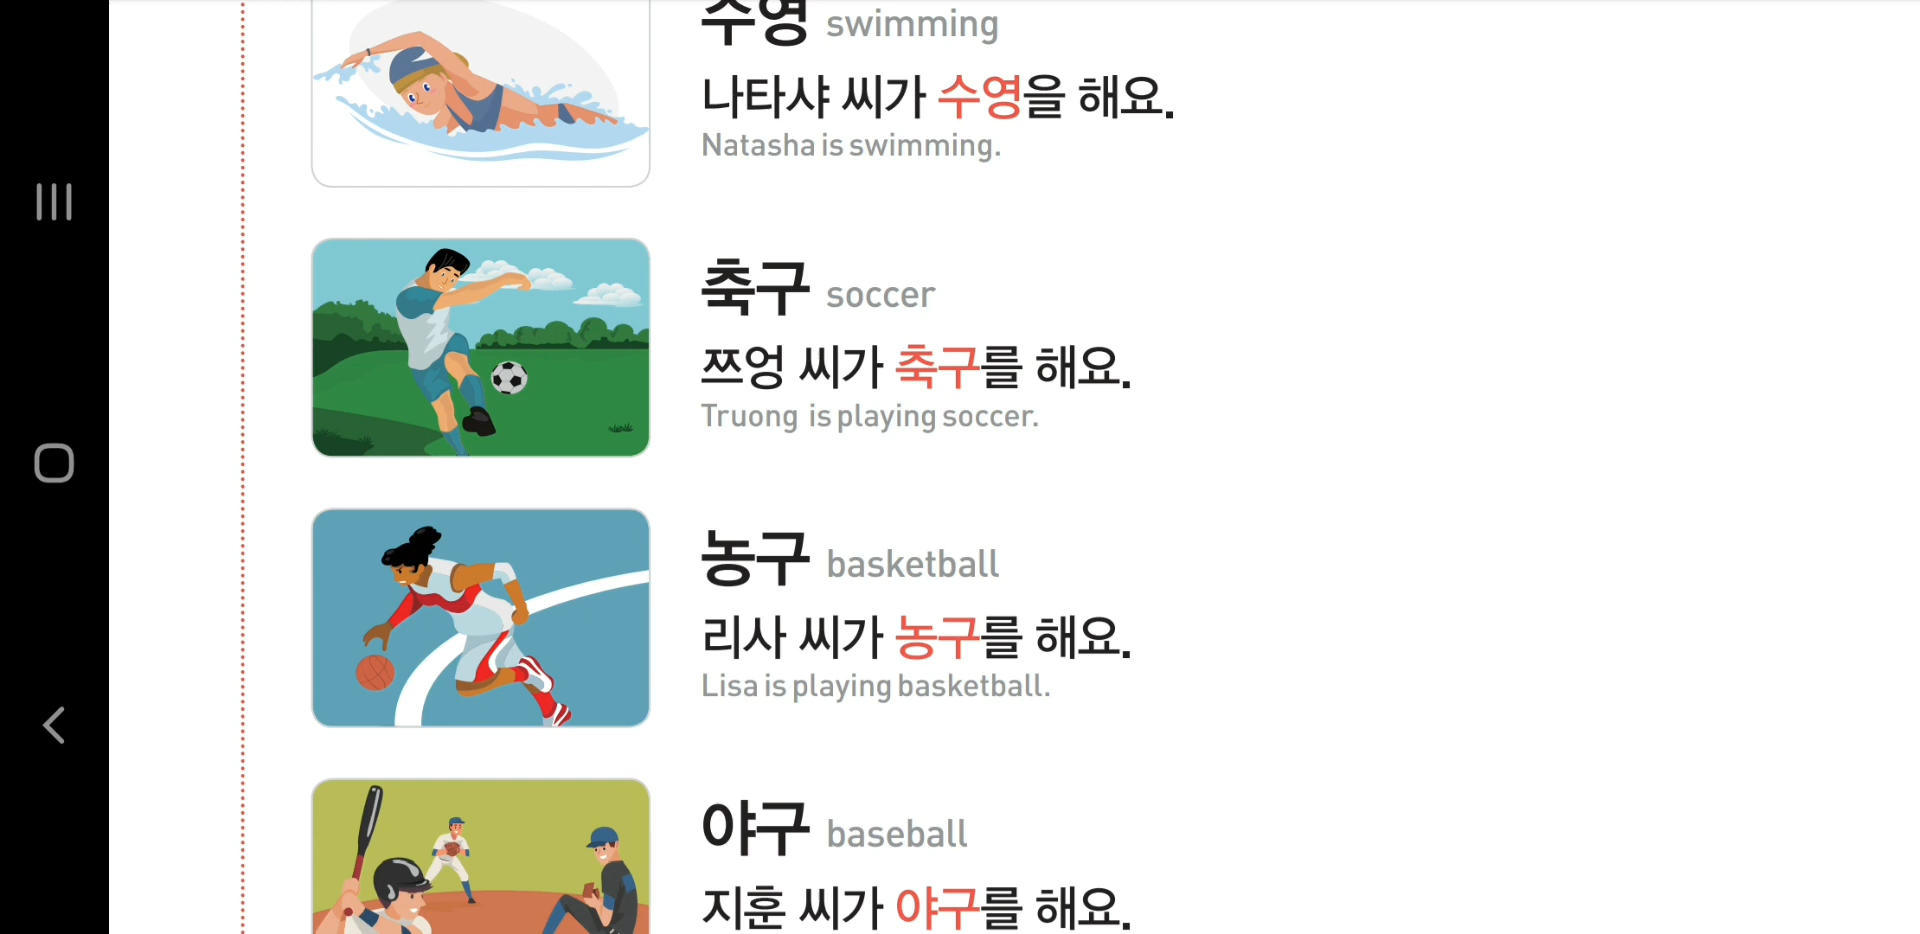 수영 swimming
나타샤 씨가 수영을 해요.
Natasha is swimming.
축구 soccer
쯔엉 씨가 축구를 해요.
Truong is playing soccer.
농구 basketball
리사 씨가 농구를 해요.
Lisa is playing basketball.
야구 baseball
지훈 씨가 야구를 해요.